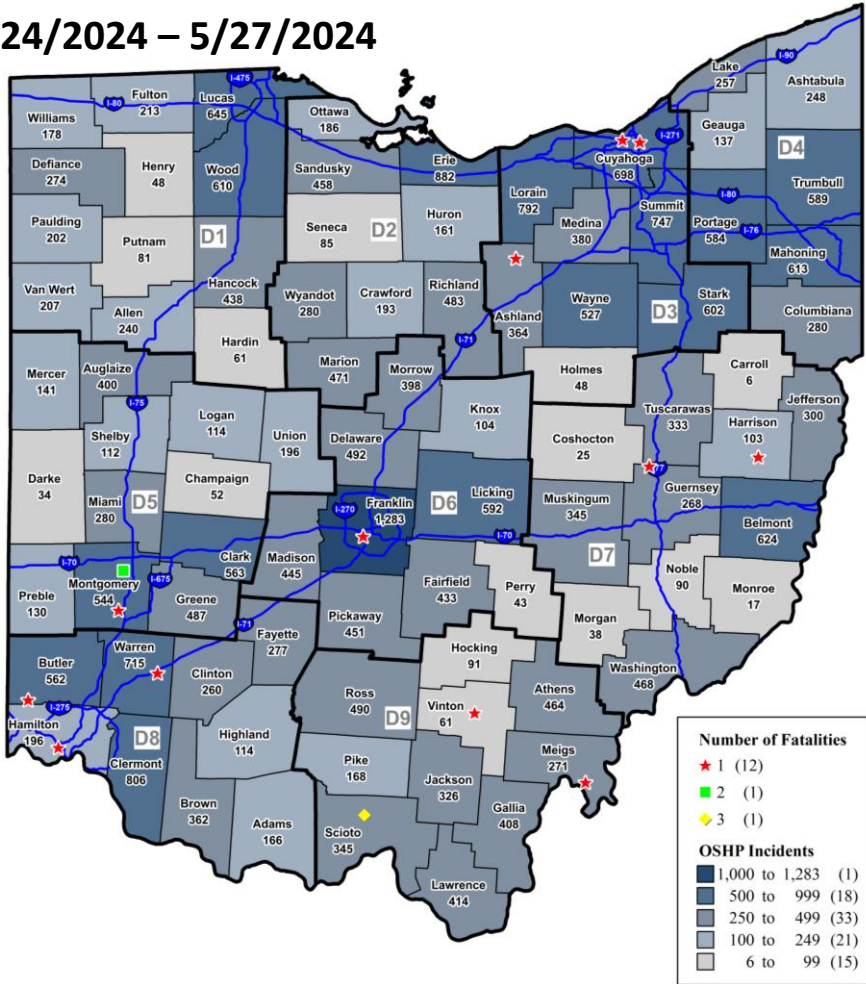 24/2024 – 5/27/2024
I-90
Lake
257
Ashtabula
248
I-475
Fulton
213
I-80
Lucas
645
Williams
178
Ottawa
186
I-271
Geauga
137
D4
Defiance
274
Henry
48
Wood
610
Sandusky
458
Erie
882
Cuyahoga
698
Trumbull
589
Lorain
792
I-80
Paulding
202
Putnam
81
D1
Seneca
85
D2
Huron
161
Medina
380
Summit
747
Portage
584
I-76
Mahoning
613
Van Wert
207
Hancock
438
Allen
240
Wyandot
280
Crawford
193
Richland
483
Ashland
364
Wayne
527
D3
Stark
602
Columbiana
280
Hardin
61
I-71
Mercer
141
Auglaize
400
Marion
471
Morrow
398
Holmes
48
Carroll
6
I-75
Logan
114
Union
196
Knox
104
Tuscarawas
333
Jefferson
300
Shelby
112
Delaware
492
Coshocton
25
Harrison
103
Darke
34
Champaign
52
Miami
280
D5
I-270
Franklin
1,283
D6
Licking
592
Muskingum
345
Guernsey
268
Belmont
624
I-70
Montgomery
544
I-675
Clark
563
Madison
445
I-70
D7
Preble
130
Greene
487
Fairfield
433
Perry
43
Noble
90
Monroe
17
I-71
Pickaway
451
Morgan
38
Butler
562
Warren
715
Clinton
260
Fayette
277
Hocking
91
Washington
468
I-275
Hamilton
196
D8
Clermont
806
Highland
114
Ross
490
D9
Vinton
61
Athens
464
Pike
168
Meigs
271
Jackson
326
Brown
362
Adams
166
Scioto
345
Gallia
408
Lawrence
414
Number of Fatalities
1 (12)
2 (1)
3 (1)
OSHP Incidents
1,000 to 1,283 (1)
500 to 999 (18)
250 to 499 (33)
100 to 249 (21)
6 to 99 (15)